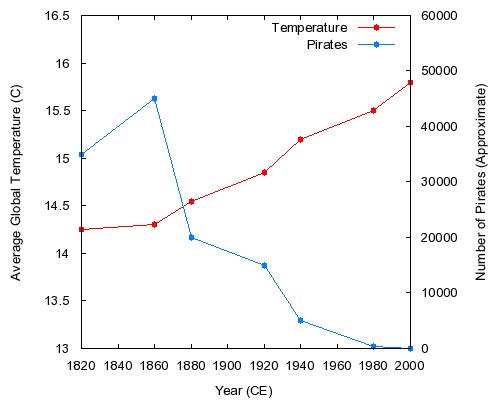 16.5
16
15.5
15
14.5
14
13.5
13
Average Global Temperature (C)
Temperature
Pirates
60000
50000
40000
30000
20000
10000
0
Number of Pirates (Approximate)
1820 1840 1860 1880 1900 1920 1940 1960 1980 2000
Year (CE)